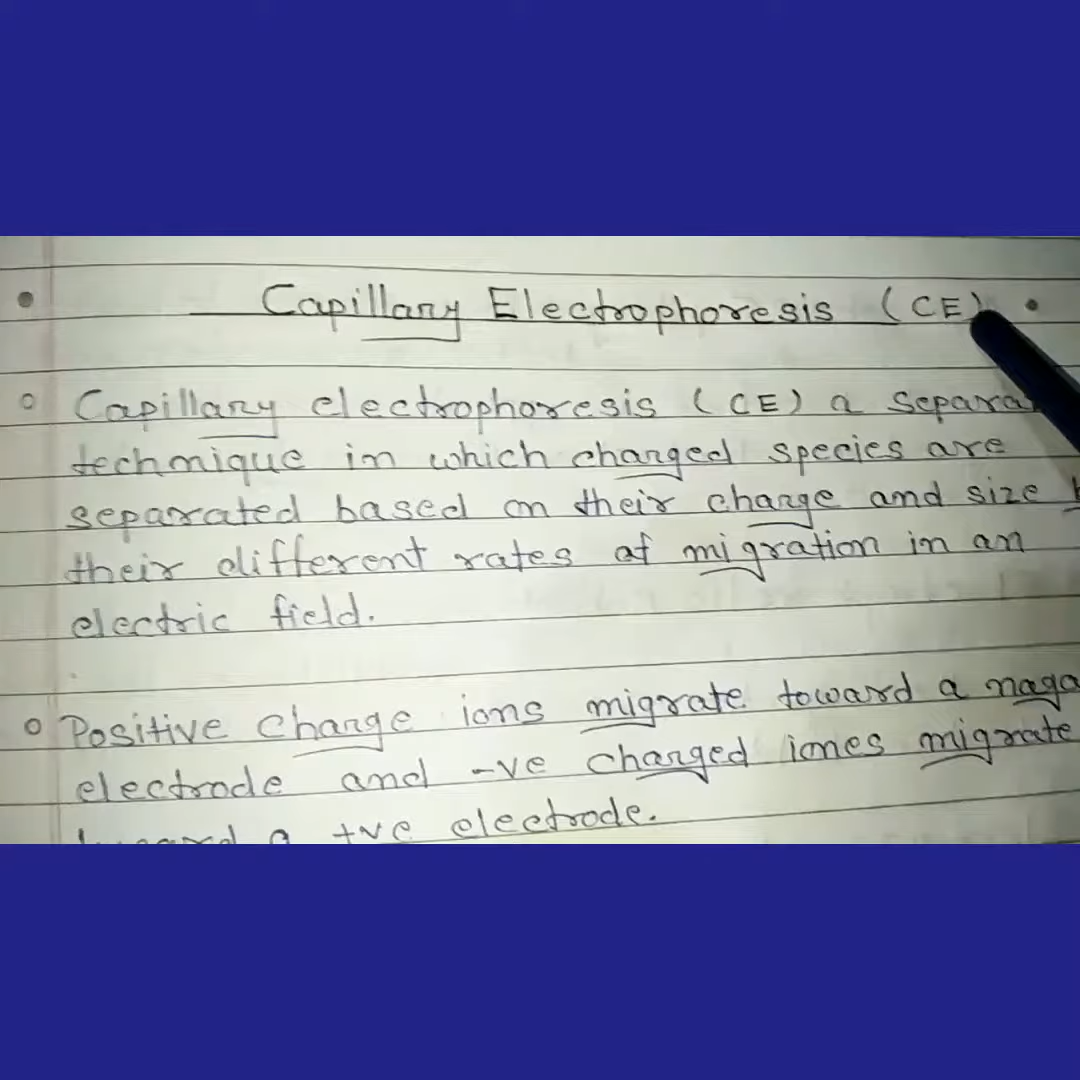 Capillary Electrophoresis (CE)
Capillary electrophoresis (CE) a separa
technique in which charged species are
separated based on their charge and size
their different rates of migration in an
electric field.
Positive charge ions migrate toward a naga
electrode and -ve charged iones migrate
a +ve electrode.